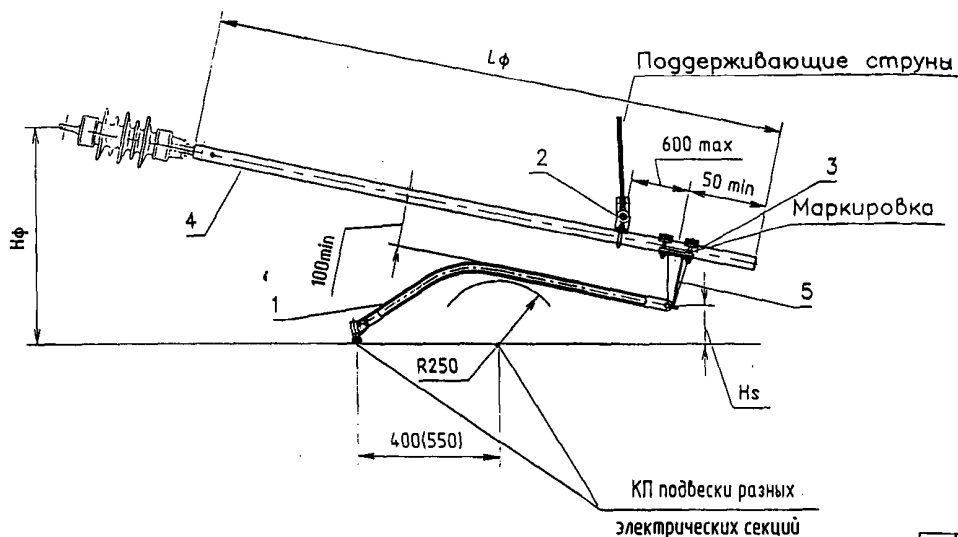 Lф
Поддерживающие струны
600 max
50 min
2
3
Маркировка
4
Hф
100min
1
5
R250
Hs
400(550)
КП подвески разных
электрических секций